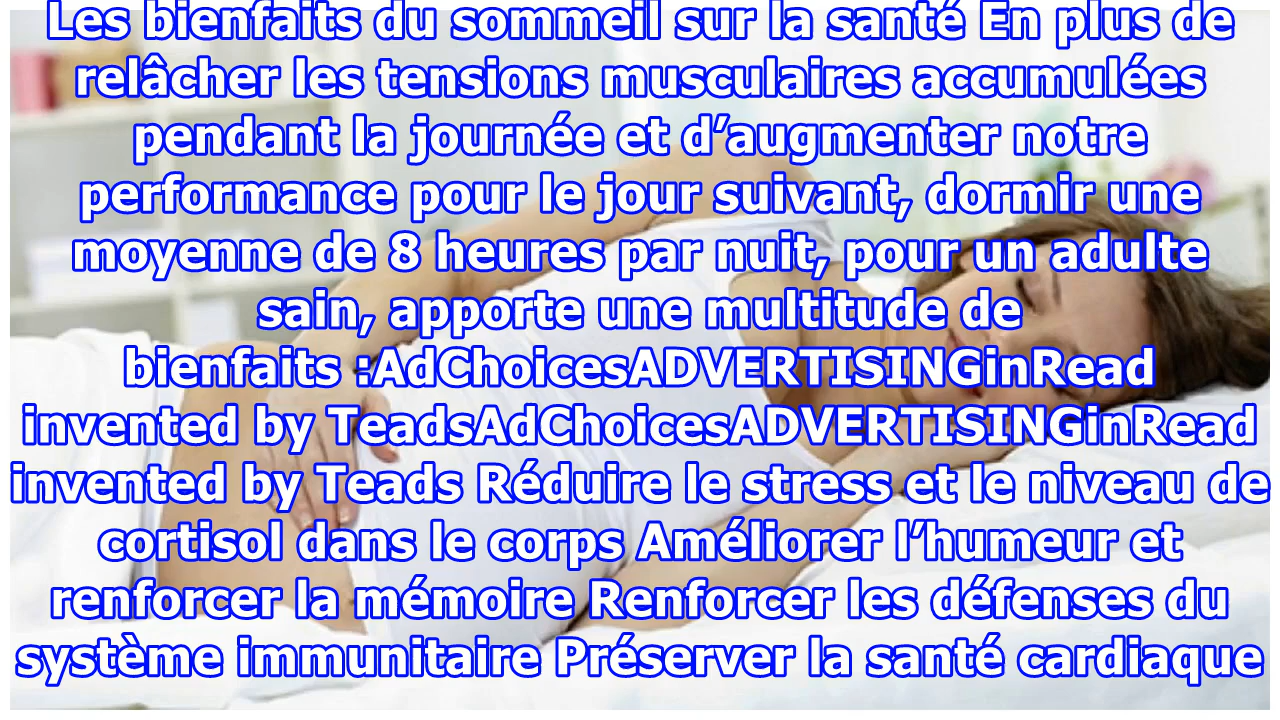 Les bienfaits du sommeil sur la santé En plus de
relâcher les tensions musculaires accumulées
pendant la journée et d’augmenter notre
performance pour le jour suivant, dormir une
moyenne de 8 heures par nuit, pour un adulte
sain, apporte une multitude de
bienfaits :AdChoicesADVERTISINGinRead
invented by TeadsAdChoicesADVERTISINGinRead
invented by Teads Réduire le stress et le niveau de
cortisol dans le corps Améliorer l’humeur et
renforcer la mémoire Renforcer les défenses du
système immunitaire Préserver la santé cardiaque